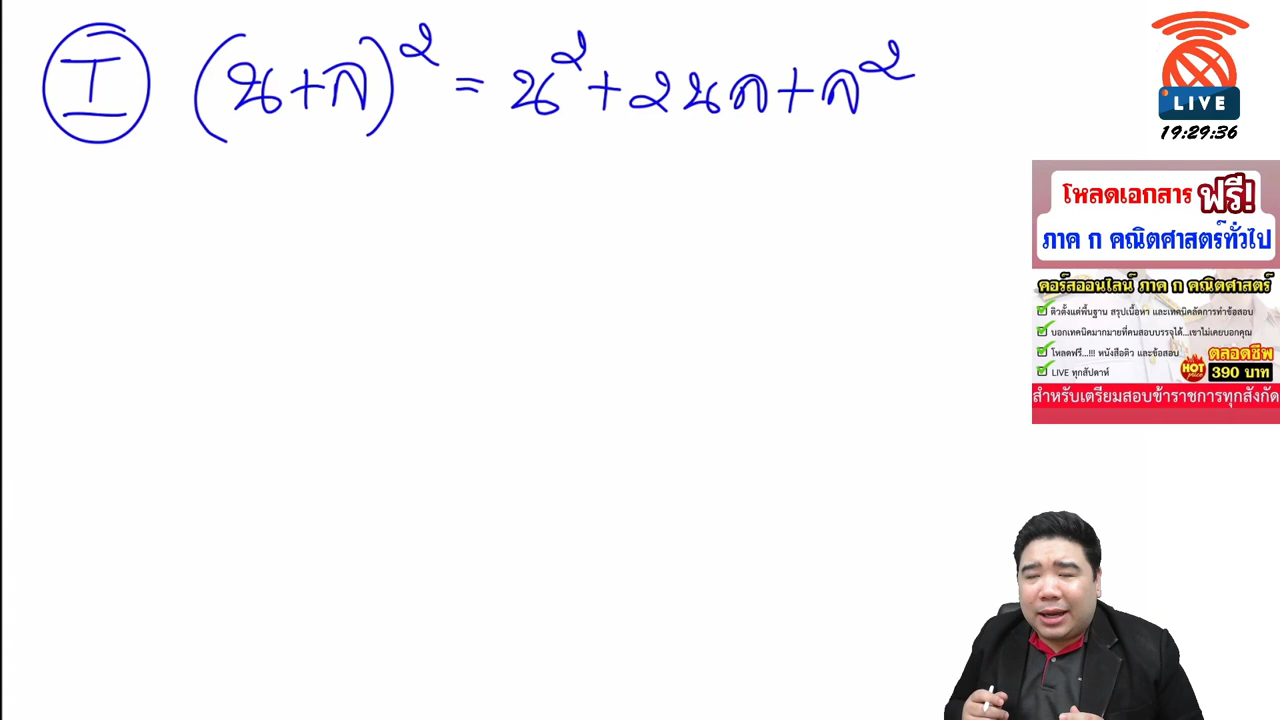 I (น+ล)² = น²+2นล+ล²
LIVE
19:29:36
โหลดเอกสาร ฟรี!
ภาค ก คณิตศาสตร์ทั่วไป
คอร์สออนไลน์ ภาค ก คณิตศาสตร์
ติวตั้งแต่พื้นฐาน สรุปเนื้อหา และเทคนิคลัดการทำข้อสอบ
บอกเทคนิคมากมายที่คนสอบบรรจุได้...เขาไม่เคยบอกคุณ
โหลดฟรี...!!! หนังสือติว และข้อสอบ
LIVE ทุกสัปดาห์
HOT price
ตลอดชีพ
390 บาท
สำหรับเตรียมสอบข้าราชการทุกสังกัด